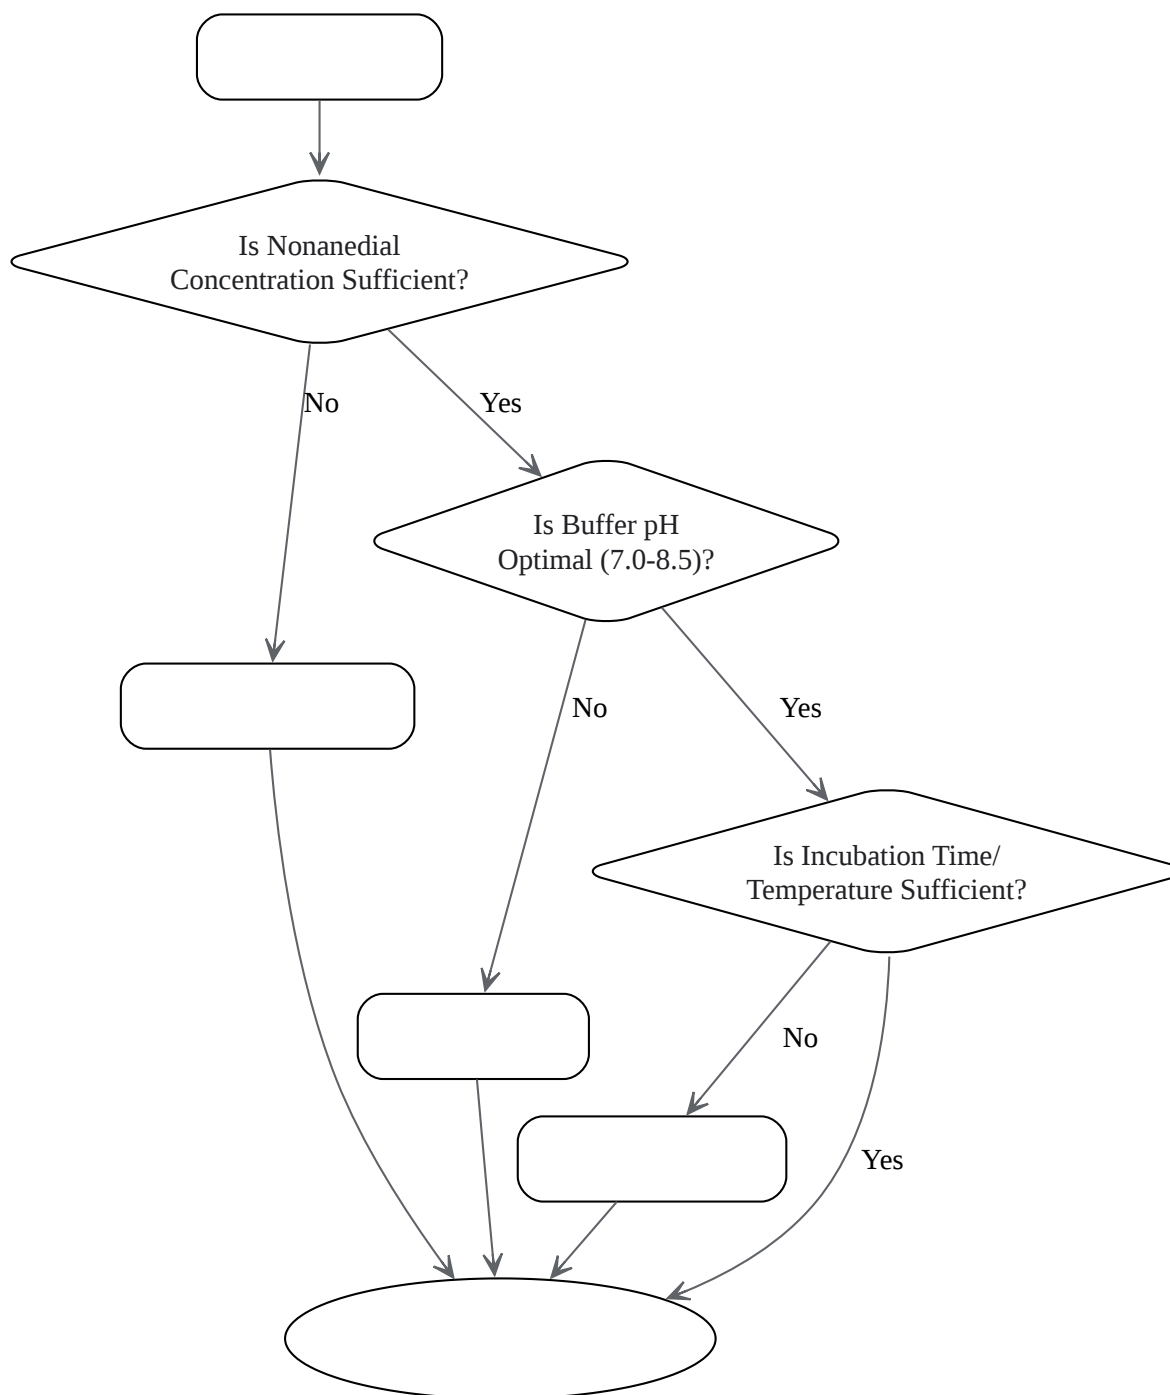 Is Nonanedial
Concentration Sufficient?
No
Yes
Is Buffer pH
Optimal (7.0-8.5)?
No
Yes
Is Incubation Time/
Temperature Sufficient?
No
Yes